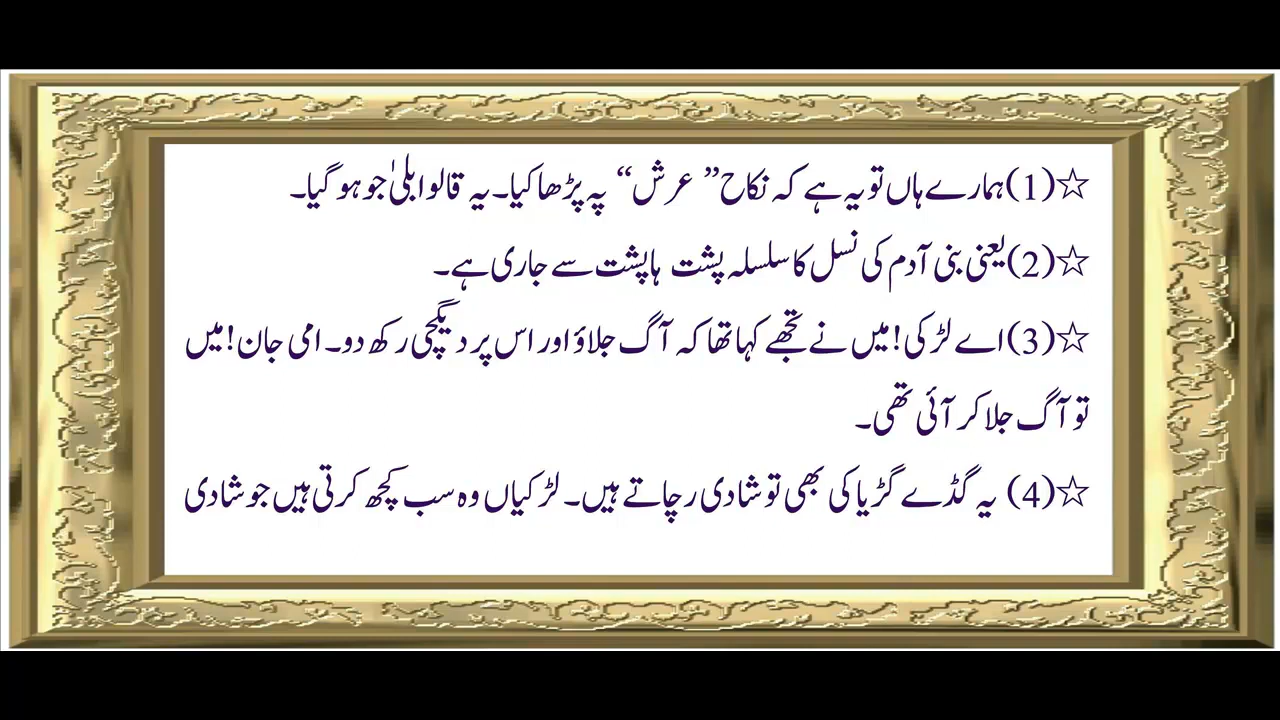 ☆(1)ہمارے ہاں تو یہ ہے کہ نکاح ”عرش“ پہ پڑھا کیا۔ یہ قالوا بلیٰ جو ہو گیا۔
☆(2)یعنی بنی آدم کی نسل کا سلسلہ پشت ہا پشت سے جاری ہے۔
☆(3)اے لڑکی!میں نے تجھے کہا تھا کہ آگ جلاؤ اور اس پر دیگچی رکھ دو۔ امی جان!میں
تو آگ جلا کر آئی تھی۔
☆(4) یہ گڈے گڑیا کی بھی تو شادی رچاتے ہیں۔ لڑکیاں وہ سب کچھ کرتی ہیں جو شادی